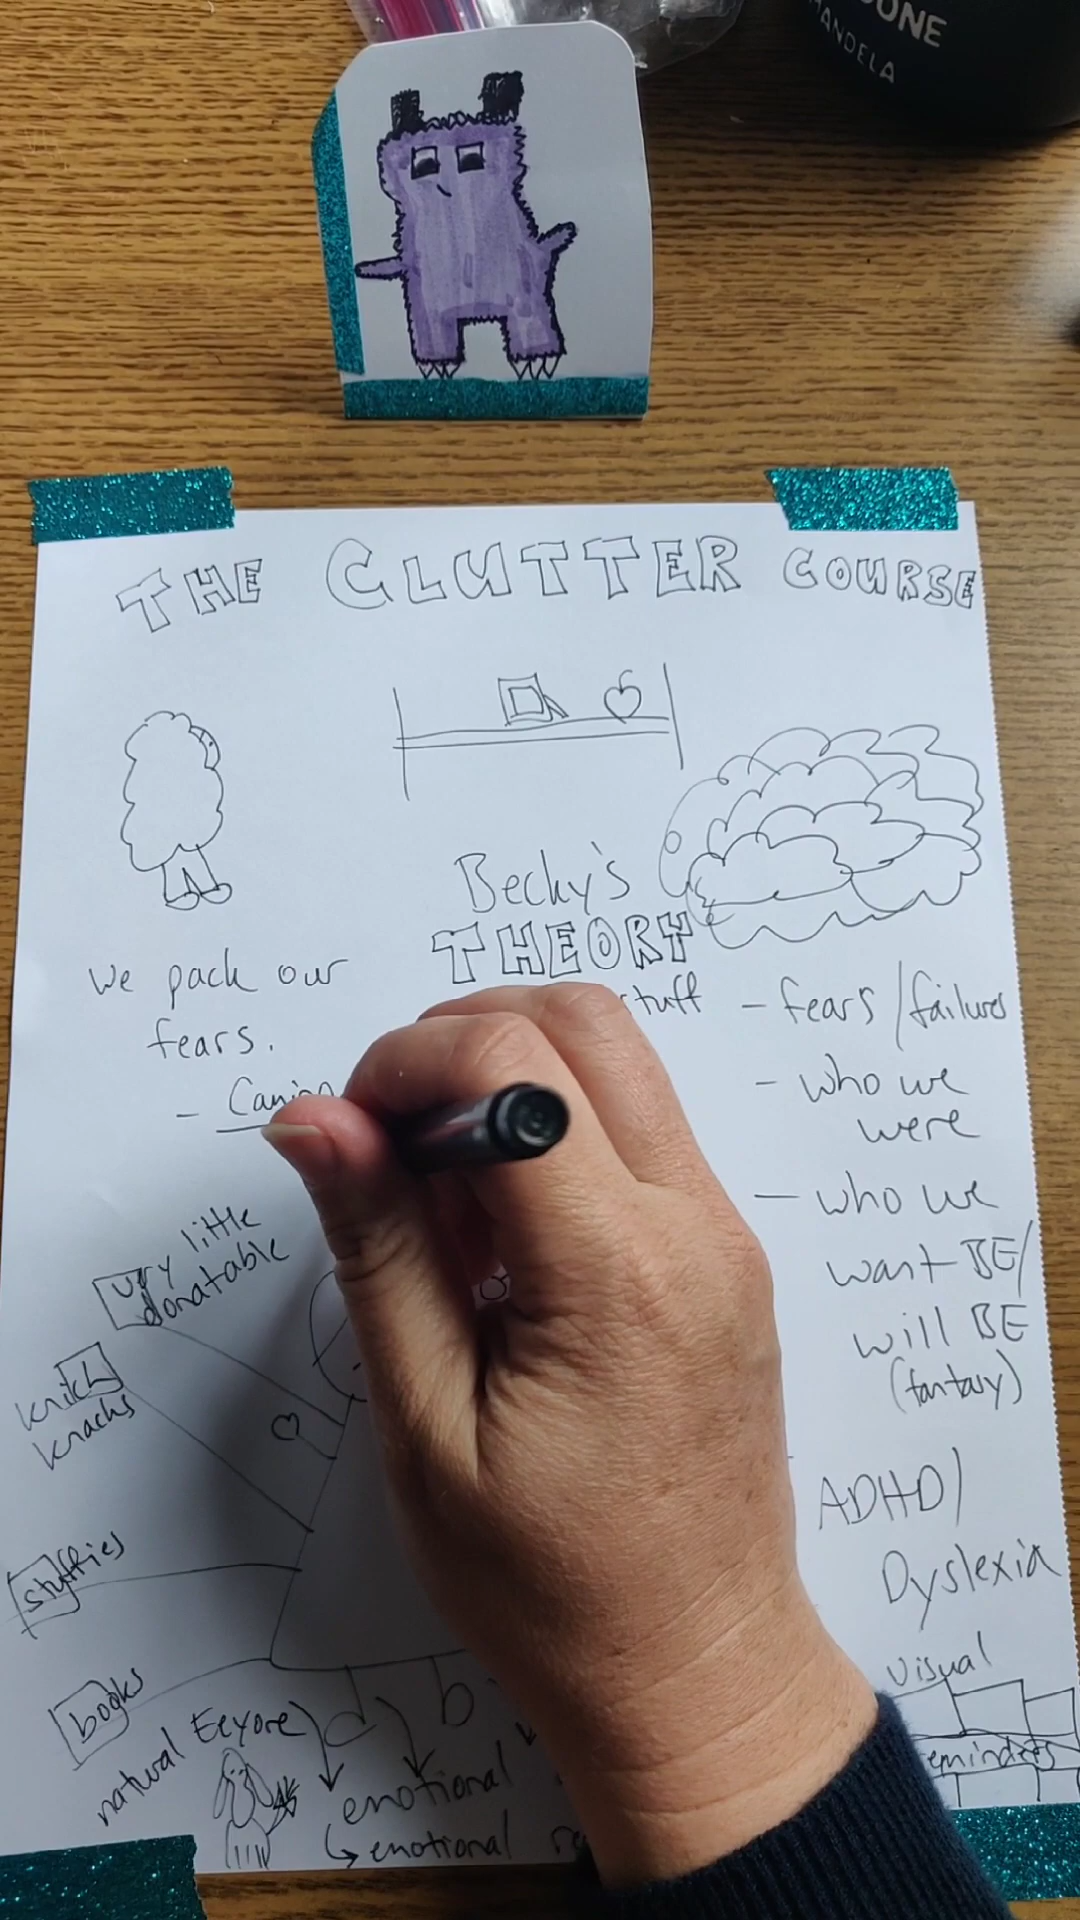 DONE
MANDELA
THE CLUTTER COURSE
Becky's
THEORY
stuff
we pack our
fears.
- fears/failures
- who we
were
- who we
want BE/
will BE
(fantasy)
very little
donatable
knick
knacks
stuffies
books
ADHD/
Dyslexia
Visual
reminders
natural Eeyore
d b
emotional
↳ emotional